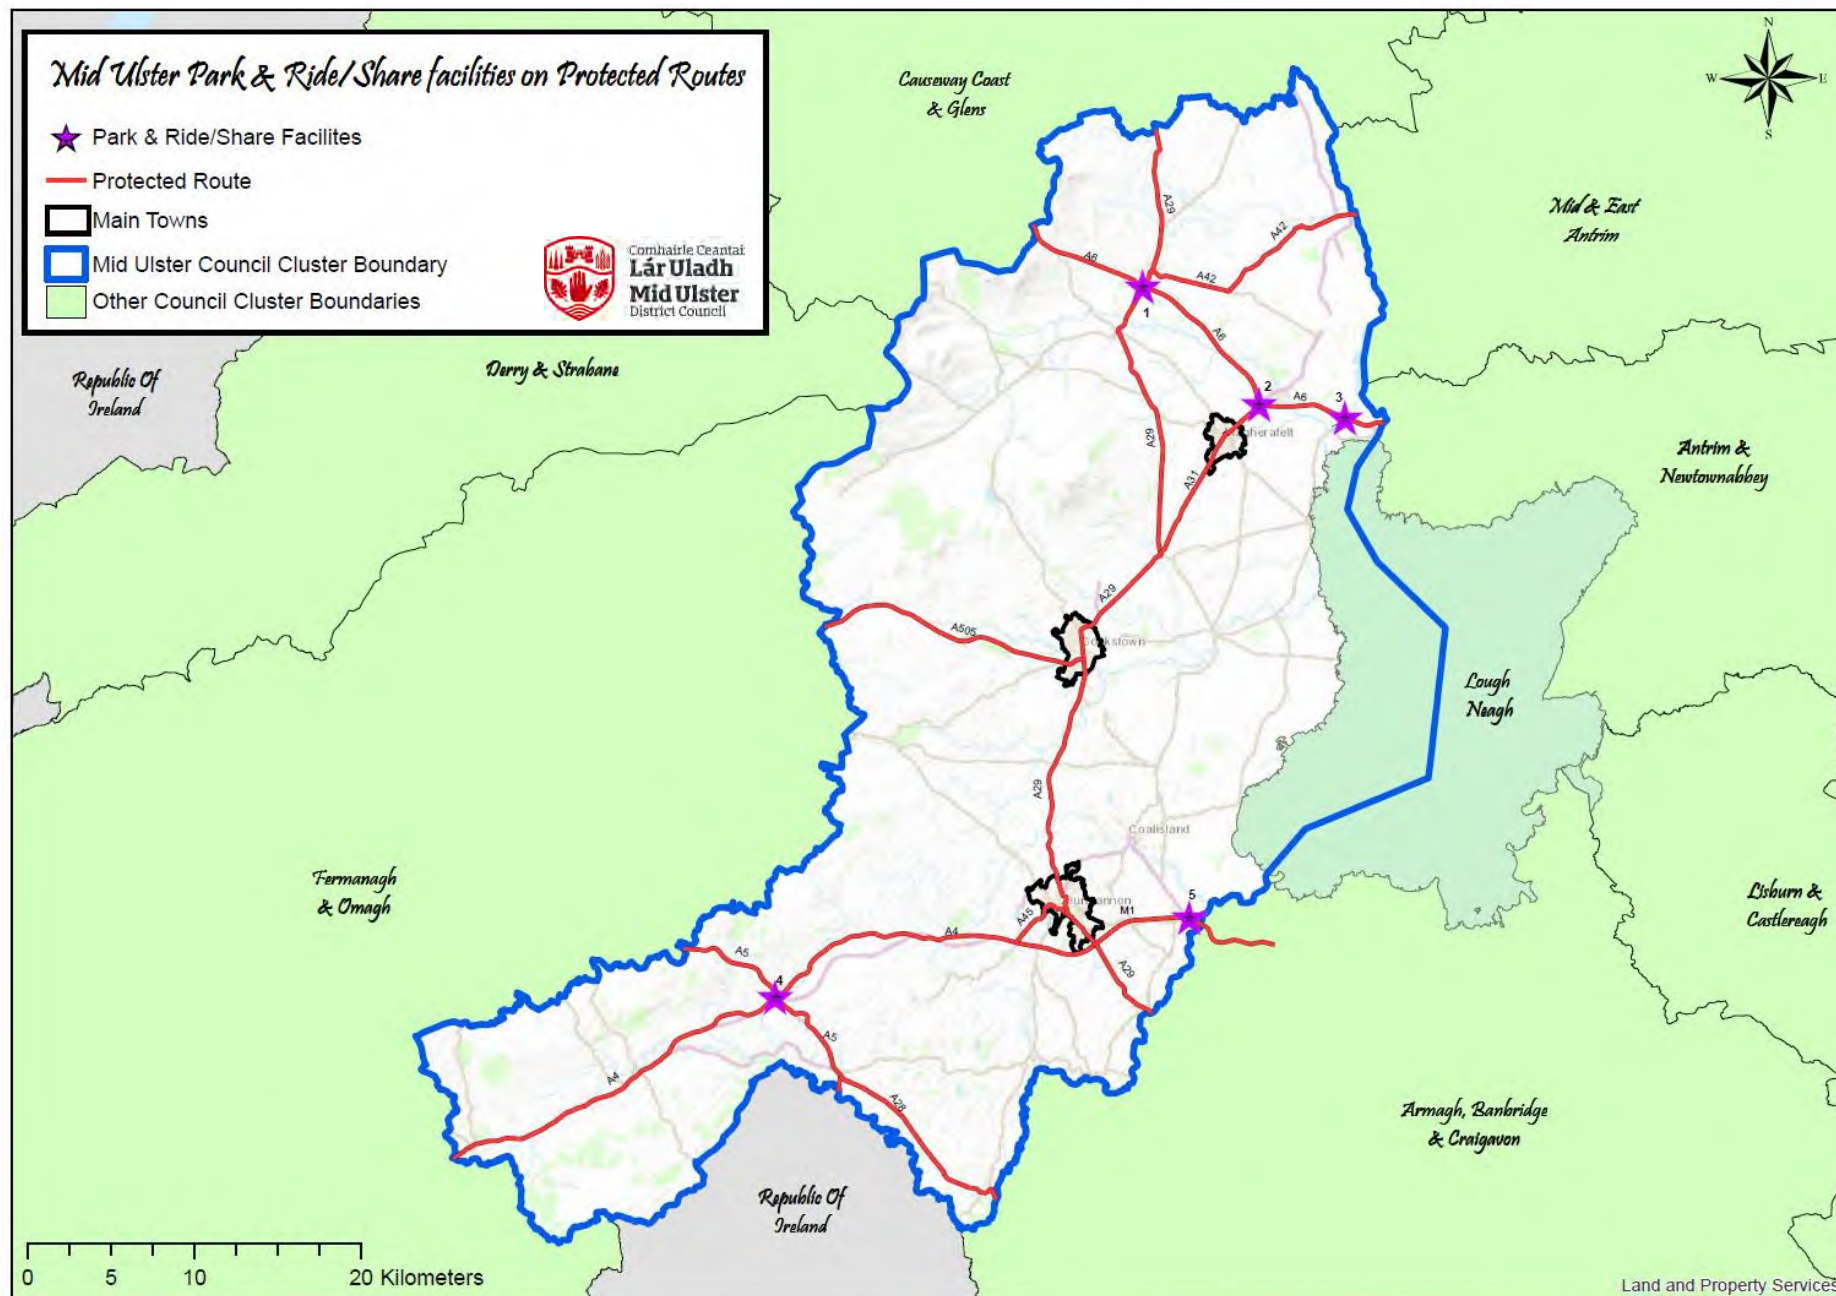 Mid Ulster Park & Ride/Share facilities on Protected Routes
Park & Ride/Share Facilites
Protected Route
Main Towns
Mid Ulster Council Cluster Boundary
Other Council Cluster Boundaries
Comhairle Ceantair
Lár Uladh
Mid Ulster
District Council
N
W
E
S
Causeway Coast
& Glens
Mid & East
Antrim
Derry & Strabane
Republic Of
Ireland
Antrim &
Newtownabbey
Lough
Neagh
Fermanagh
& Omagh
Lisburn &
Castlereagh
Armagh, Banbridge
& Craigavon
Republic Of
Ireland
A29
A42
A6
A42
1
A6
2
A6
3
A29
A31
A29
A505
Cookstown
A29
Coalisland
A45
M1
5
A4
A5
A29
4
A5
A4
A28
0
5
10
20 Kilometers
Land and Property Services